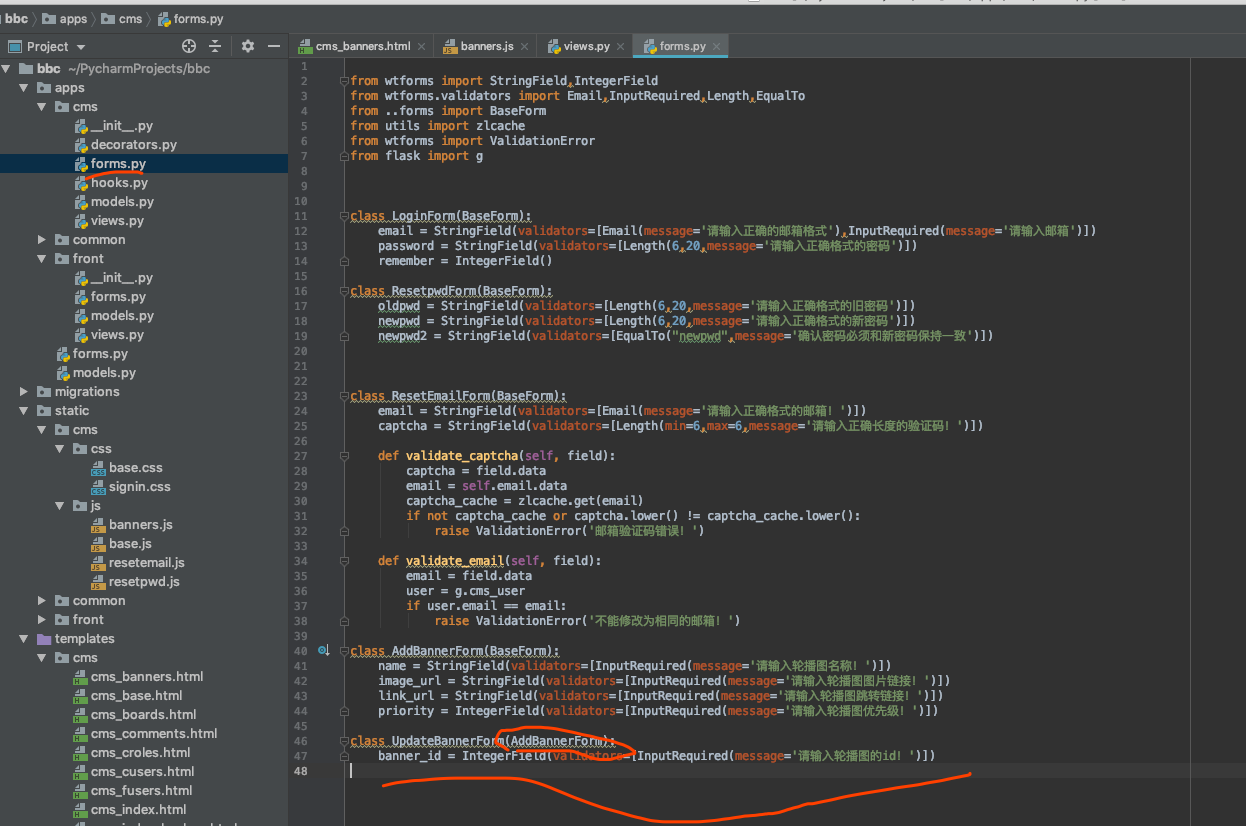 bbc apps cms forms.py
Project
cms_banners.html banners.js views.py forms.py
bbc ~/PycharmProjects/bbc
apps
cms
__init__.py
decorators.py
forms.py
hooks.py
models.py
views.py
common
front
__init__.py
forms.py
models.py
views.py
forms.py
models.py
migrations
static
cms
css
base.css
signin.css
js
banners.js
base.js
resetemail.js
resetpwd.js
common
front
templates
cms
cms_banners.html
cms_base.html
cms_boards.html
cms_comments.html
cms_croles.html
cms_cusers.html
cms_fusers.html
cms_index.html
1
2 from wtforms import StringField,IntegerField
3 from wtforms.validators import Email,InputRequired,Length,EqualTo
4 from ..forms import BaseForm
5 from utils import zlcache
6 from wtforms import ValidationError
7 from flask import g
8
9
10
11 class LoginForm(BaseForm):
12 email = StringField(validators=[Email(message='请输入正确的邮箱格式'),InputRequired(message='请输入邮箱')])
13 password = StringField(validators=[Length(6,20,message='请输入正确格式的密码')])
14 remember = IntegerField()
15
16 class ResetpwdForm(BaseForm):
17 oldpwd = StringField(validators=[Length(6,20,message='请输入正确格式的旧密码')])
18 newpwd = StringField(validators=[Length(6,20,message='请输入正确格式的新密码')])
19 newpwd2 = StringField(validators=[EqualTo("newpwd",message='确认密码必须和新密码保持一致')])
20
21
22
23 class ResetEmailForm(BaseForm):
24 email = StringField(validators=[Email(message='请输入正确格式的邮箱！')])
25 captcha = StringField(validators=[Length(min=6,max=6,message='请输入正确长度的验证码！')])
26
27 def validate_captcha(self, field):
28 captcha = field.data
29 email = self.email.data
30 captcha_cache = zlcache.get(email)
31 if not captcha_cache or captcha.lower() != captcha_cache.lower():
32 raise ValidationError('邮箱验证码错误！')
33
34 def validate_email(self, field):
35 email = field.data
36 user = g.cms_user
37 if user.email == email:
38 raise ValidationError('不能修改为相同的邮箱！')
39
40 class AddBannerForm(BaseForm):
41 name = StringField(validators=[InputRequired(message='请输入轮播图名称！')])
42 image_url = StringField(validators=[InputRequired(message='请输入轮播图图片链接！')])
43 link_url = StringField(validators=[InputRequired(message='请输入轮播图跳转链接！')])
44 priority = IntegerField(validators=[InputRequired(message='请输入轮播图优先级！')])
45
46 class UpdateBannerForm(AddBannerForm):
47 banner_id = IntegerField(validators=[InputRequired(message='请输入轮播图的id！')])
48